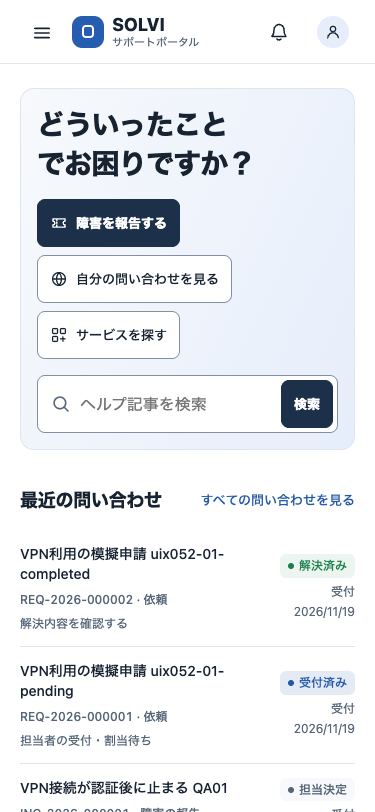 SOLVI
サポートポータル
どういったこと
でお困りですか？
障害を報告する
自分の問い合わせを見る
サービスを探す
ヘルプ記事を検索
検索
最近の問い合わせ
すべての問い合わせを見る
VPN利用の模擬申請 uix052-01-
completed
REQ-2026-000002 · 依頼
解決内容を確認する
解決済み
受付
2026/11/19
VPN利用の模擬申請 uix052-01-
pending
REQ-2026-000001 · 依頼
担当者の受付・割当待ち
受付済み
受付
2026/11/19
VPN接続が認証後に止まる QA01
担当決定